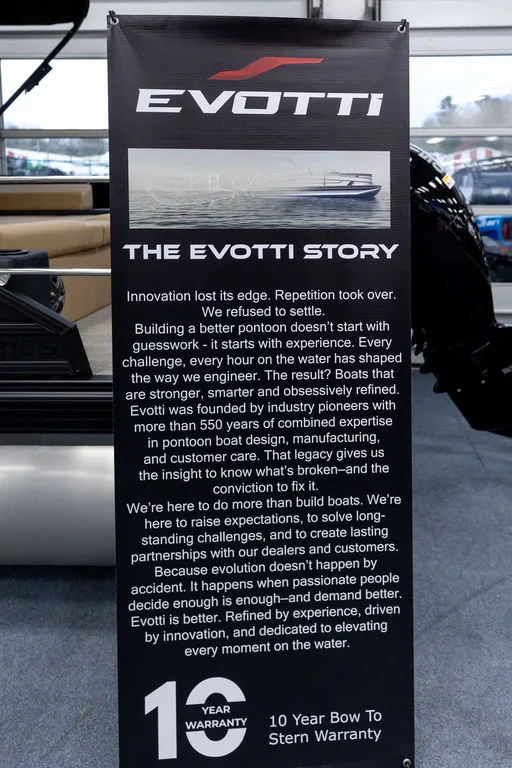 EVOTTI
THE EVOTTI STORY
Innovation lost its edge. Repetition took over.
We refused to settle.
Building a better pontoon doesn't start with
guesswork - it starts with experience. Every
challenge, every hour on the water has shaped
the way we engineer. The result? Boats that
are stronger, smarter and obsessively refined.
Evotti was founded by industry pioneers with
more than 550 years of combined expertise
in pontoon boat design, manufacturing,
and customer care. That legacy gives us
the insight to know what's broken—and the
conviction to fix it.
We're here to do more than build boats. We're
here to raise expectations, to solve long-
standing challenges, and to create lasting
partnerships with our dealers and customers.
Because evolution doesn't happen by
accident. It happens when passionate people
decide enough is enough—and demand better.
Evotti is better. Refined by experience, driven
by innovation, and dedicated to elevating
every moment on the water.
10 YEAR
WARRANTY
10 Year Bow To
Stern Warranty